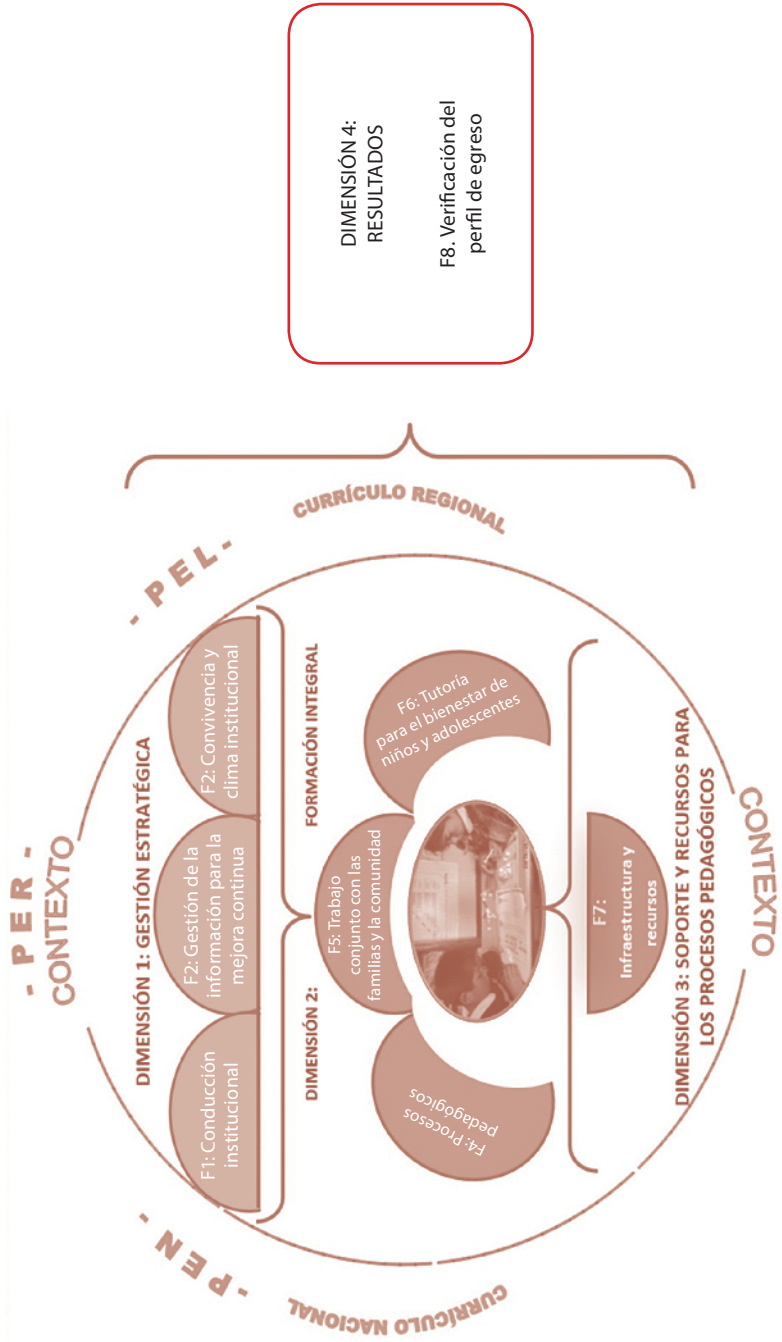 - PER -
CONTEXTO
- PEN -
- PEL -
CURRÍCULO NACIONAL
CURRÍCULO REGIONAL
DIMENSIÓN 1: GESTIÓN ESTRATÉGICA
F1: Conducción
institucional
F2: Gestión de la
información para la
mejora continua
F2: Convivencia y
clima institucional
DIMENSIÓN 2:
FORMACIÓN INTEGRAL
F4: Procesos
pedagógicos
F5: Trabajo
conjunto con las
familias y la comunidad
F6: Tutoría
para el bienestar de
niños y adolescentes
F7:
Infraestructura y
recursos
DIMENSIÓN 3: SOPORTE Y RECURSOS PARA
LOS PROCESOS PEDAGÓGICOS
CONTEXTO
DIMENSIÓN 4:
RESULTADOS
F8. Verificación del
perfil de egreso